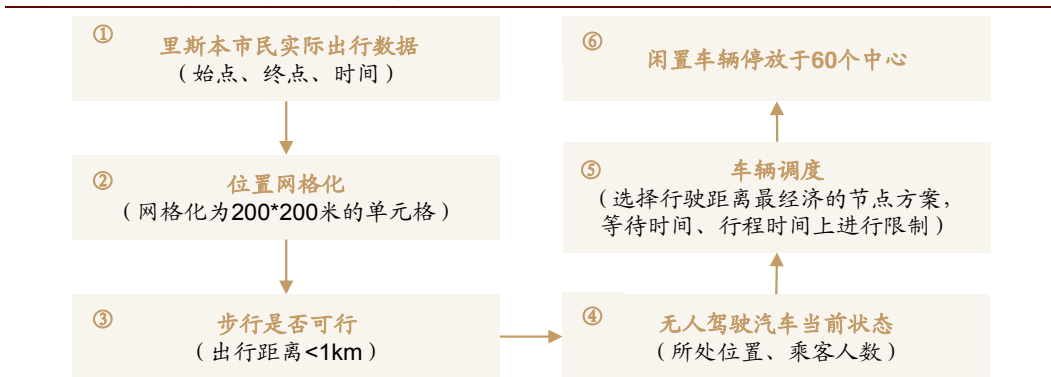 ①
里斯本市民实际出行数据
（始点、终点、时间）
②
位置网格化
（网格化为200*200米的单元格）
③
步行是否可行
（出行距离<1km）
④
无人驾驶汽车当前状态
（所处位置、乘客人数）
⑤
车辆调度
（选择行驶距离最经济的节点方案，
等待时间、行程时间上进行限制）
⑥
闲置车辆停放于60个中心